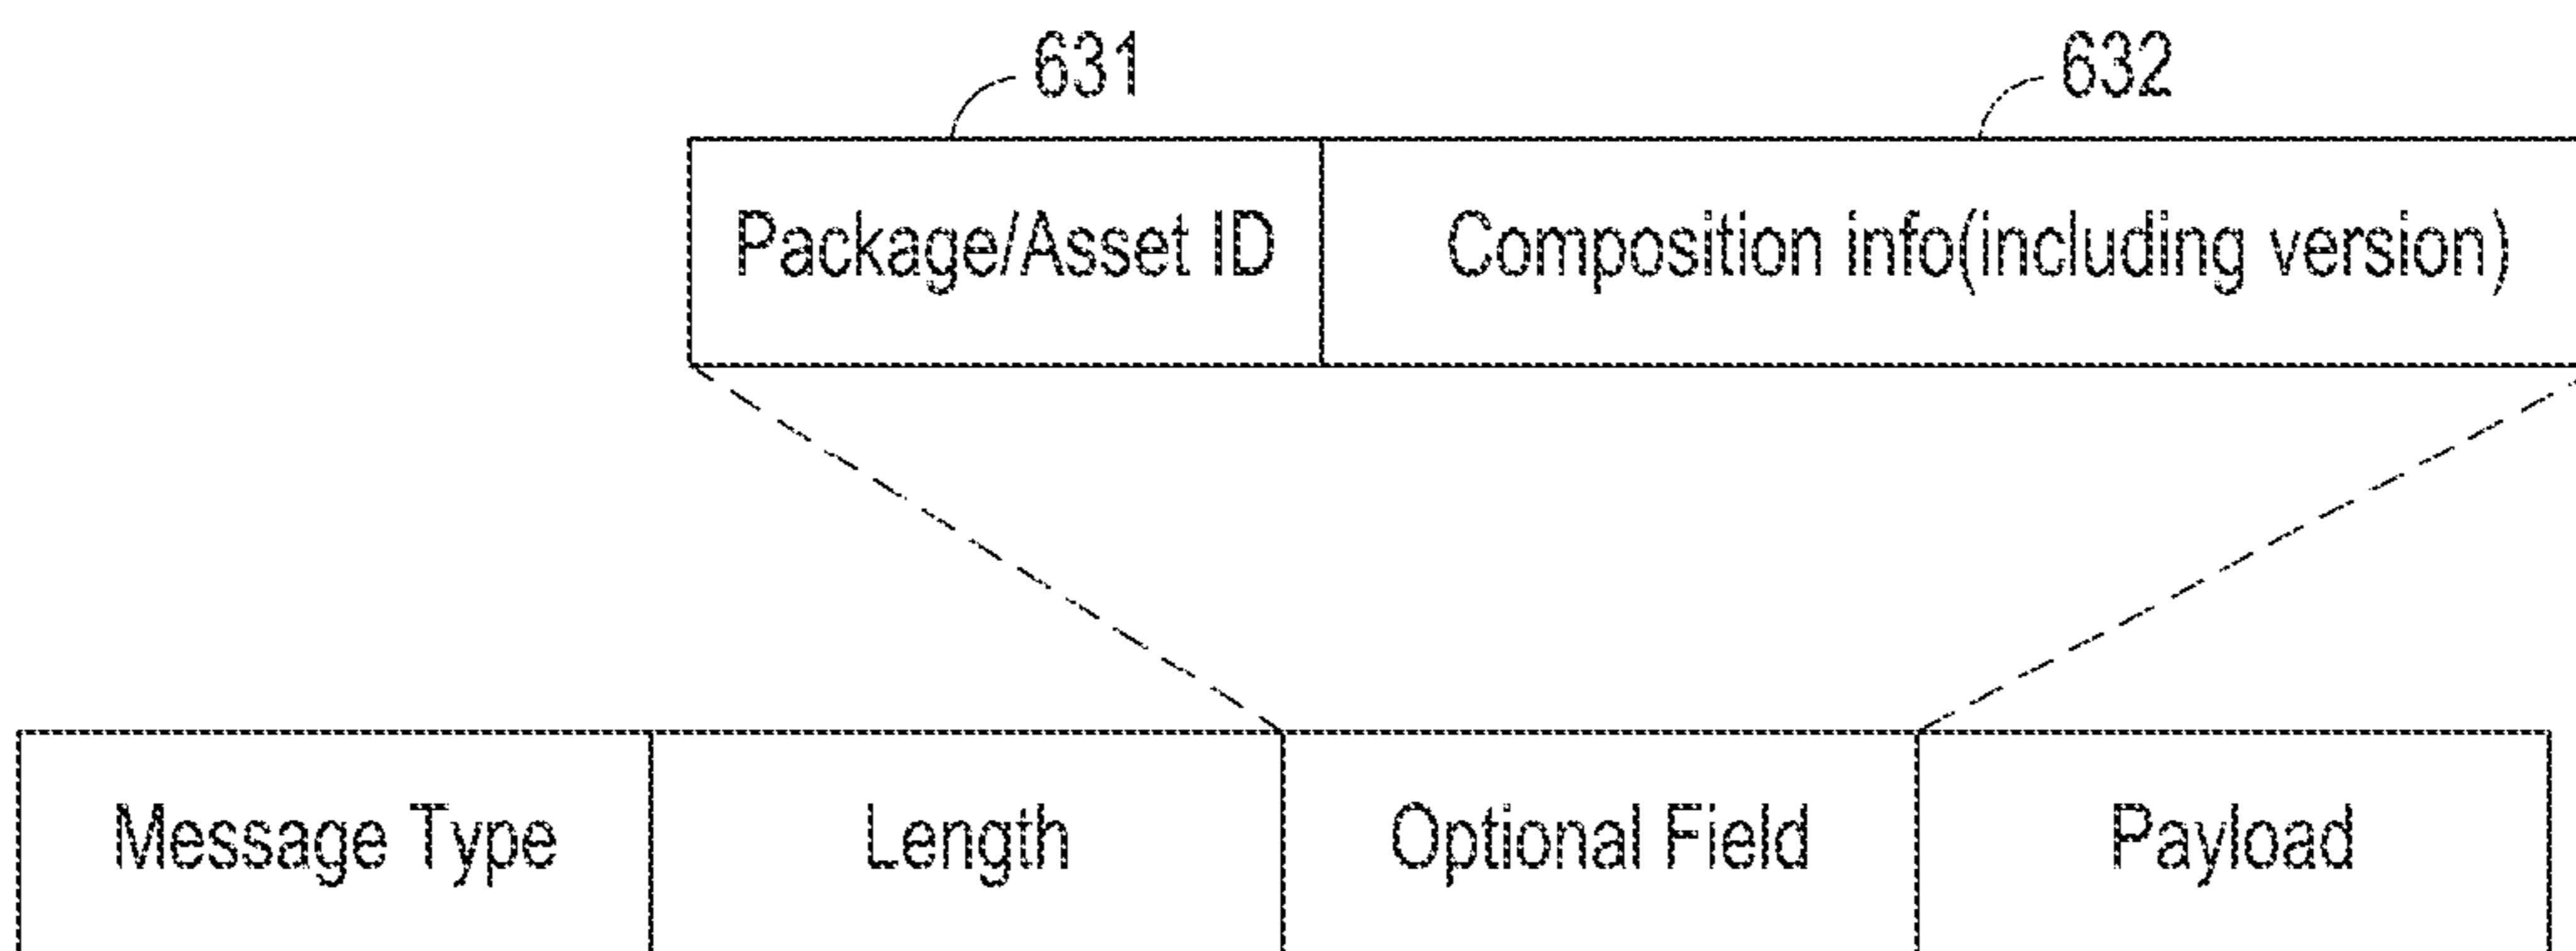 631 632
Package/Asset ID Composition info(including version)
Message Type Length Optional Field Payload